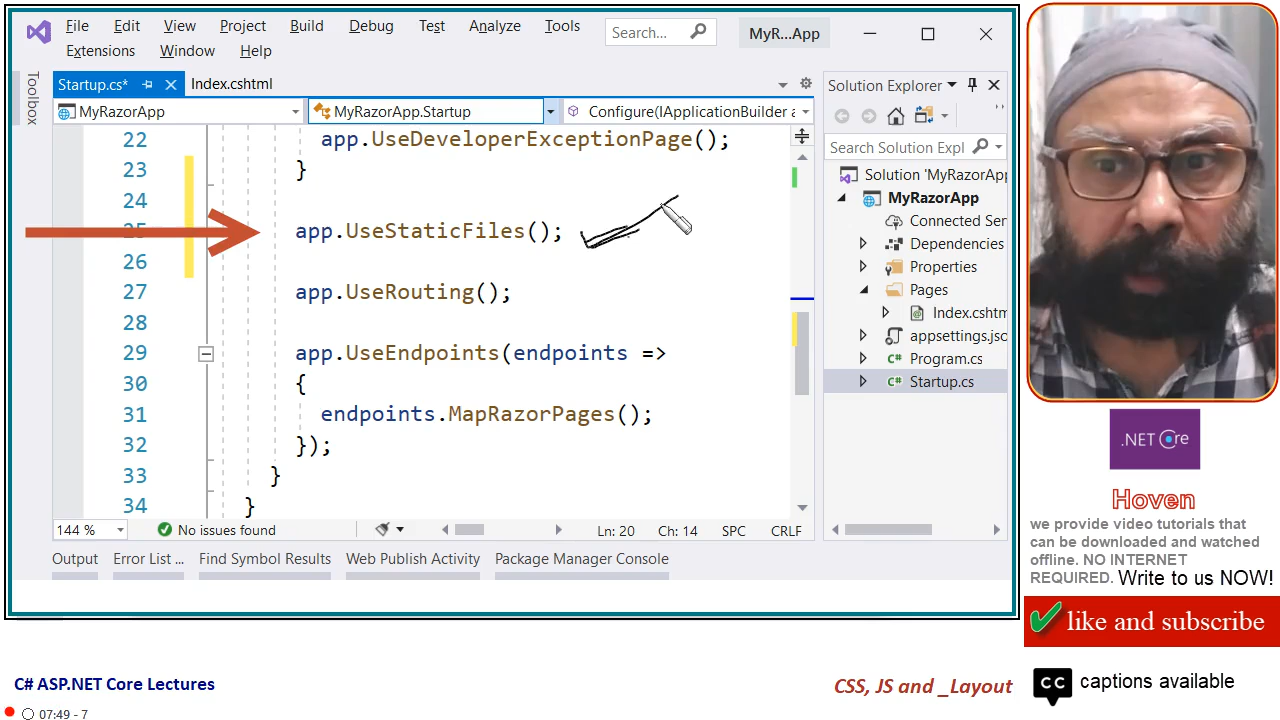 File Edit View Project Build Debug Test Analyze Tools Search... MyR...App
Extensions Window Help
Toolbox
Startup.cs* Index.cshtml
MyRazorApp MyRazorApp.Startup Configure(IApplicationBuilder a
22 app.UseDeveloperExceptionPage();
23 }
24
25 app.UseStaticFiles();
26
27 app.UseRouting();
28
29 app.UseEndpoints(endpoints =>
30 {
31 endpoints.MapRazorPages();
32 });
33 }
34 }
144 % No issues found Ln: 20 Ch: 14 SPC CRLF
Output Error List ... Find Symbol Results Web Publish Activity Package Manager Console
Solution Explorer
Search Solution Expl
Solution 'MyRazorAp
MyRazorApp
Connected Ser
Dependencies
Properties
Pages
Index.cshtm
appsettings.jso
C# Program.cs
C# Startup.cs
.NET Core
Hoven
we provide video tutorials that
can be downloaded and watched
offline. NO INTERNET
REQUIRED. Write to us NOW!
like and subscribe
CC captions available
C# ASP.NET Core Lectures
CSS, JS and _Layout
07:49 - 7